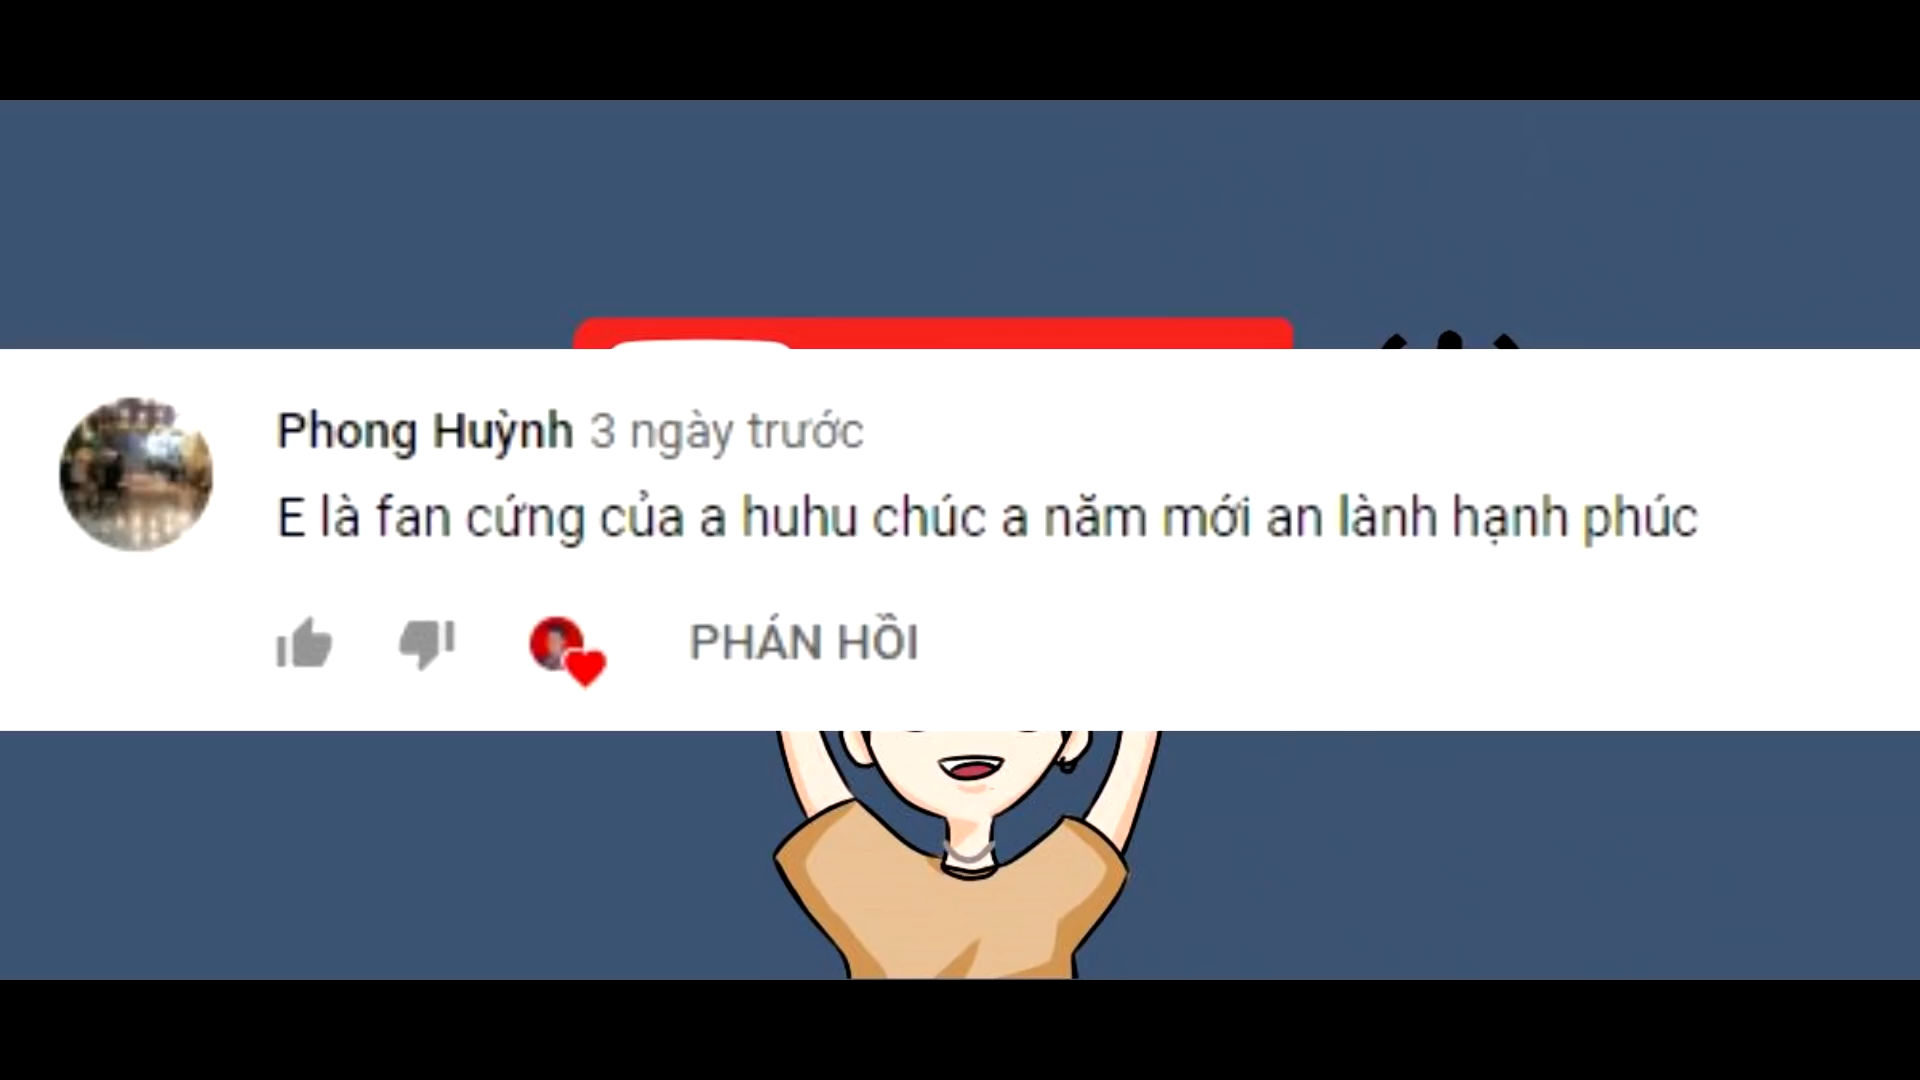 Phong Huỳnh 3 ngày trước
E là fan cứng của a huhu chúc a năm mới an lành hạnh phúc
PHẢN HỒI